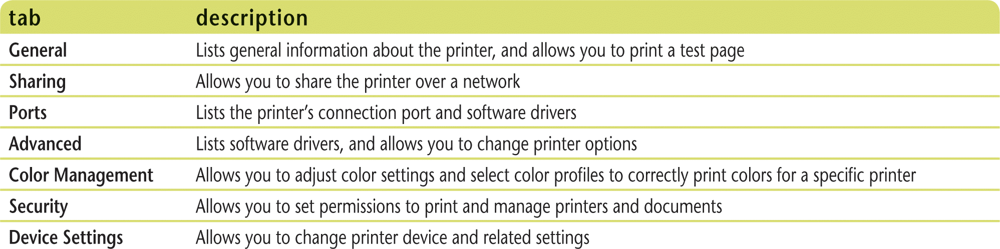 tab description
General Lists general information about the printer, and allows you to print a test page
Sharing Allows you to share the printer over a network
Ports Lists the printer’s connection port and software drivers
Advanced Lists software drivers, and allows you to change printer options
Color Management Allows you to adjust color settings and select color profiles to correctly print colors for a specific printer
Security Allows you to set permissions to print and manage printers and documents
Device Settings Allows you to change printer device and related settings